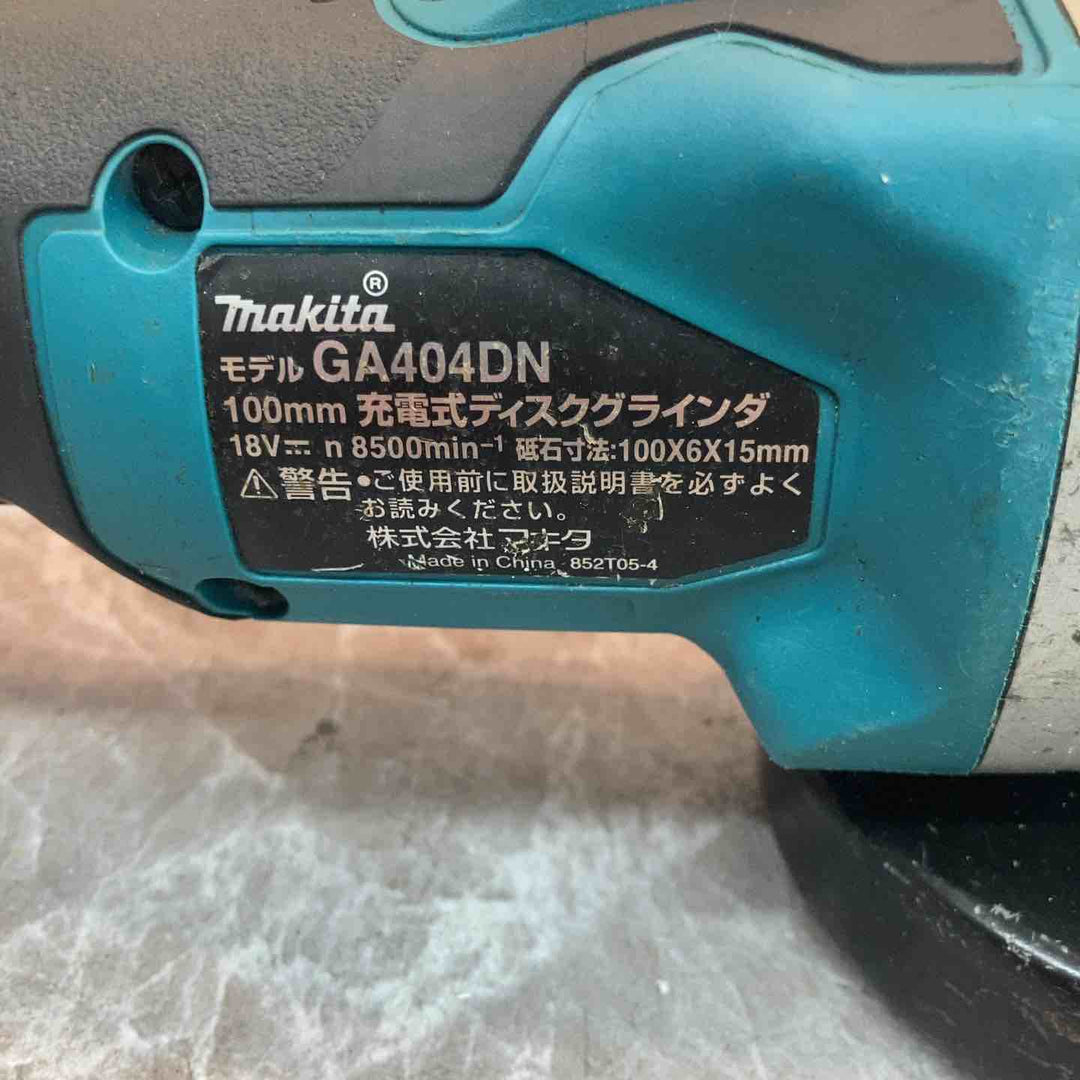 makita®
モデル GA404DN
100mm 充電式ディスクグラインダ
18V⎓ n 8500min⁻¹ 砥石寸法:100X6X15mm
⚠警告 •ご使用前に取扱説明書を必ずよく
お読みください。
株式会社 マキタ
Made in China 852T05-4